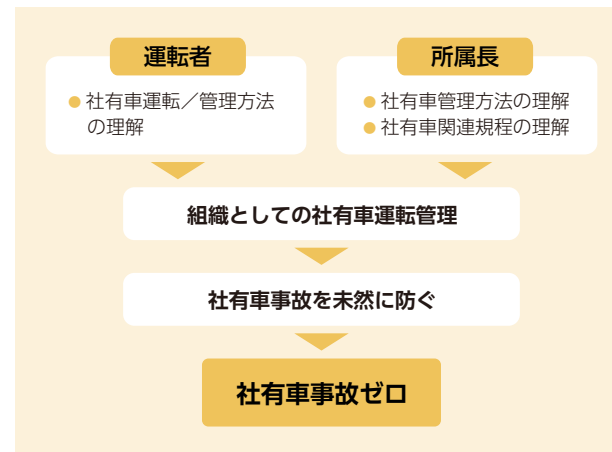 運転者
● 社有車運転／管理方法
の理解
所属長
● 社有車管理方法の理解
● 社有車関連規程の理解
組織としての社有車運転管理
社有車事故を未然に防ぐ
社有車事故ゼロ